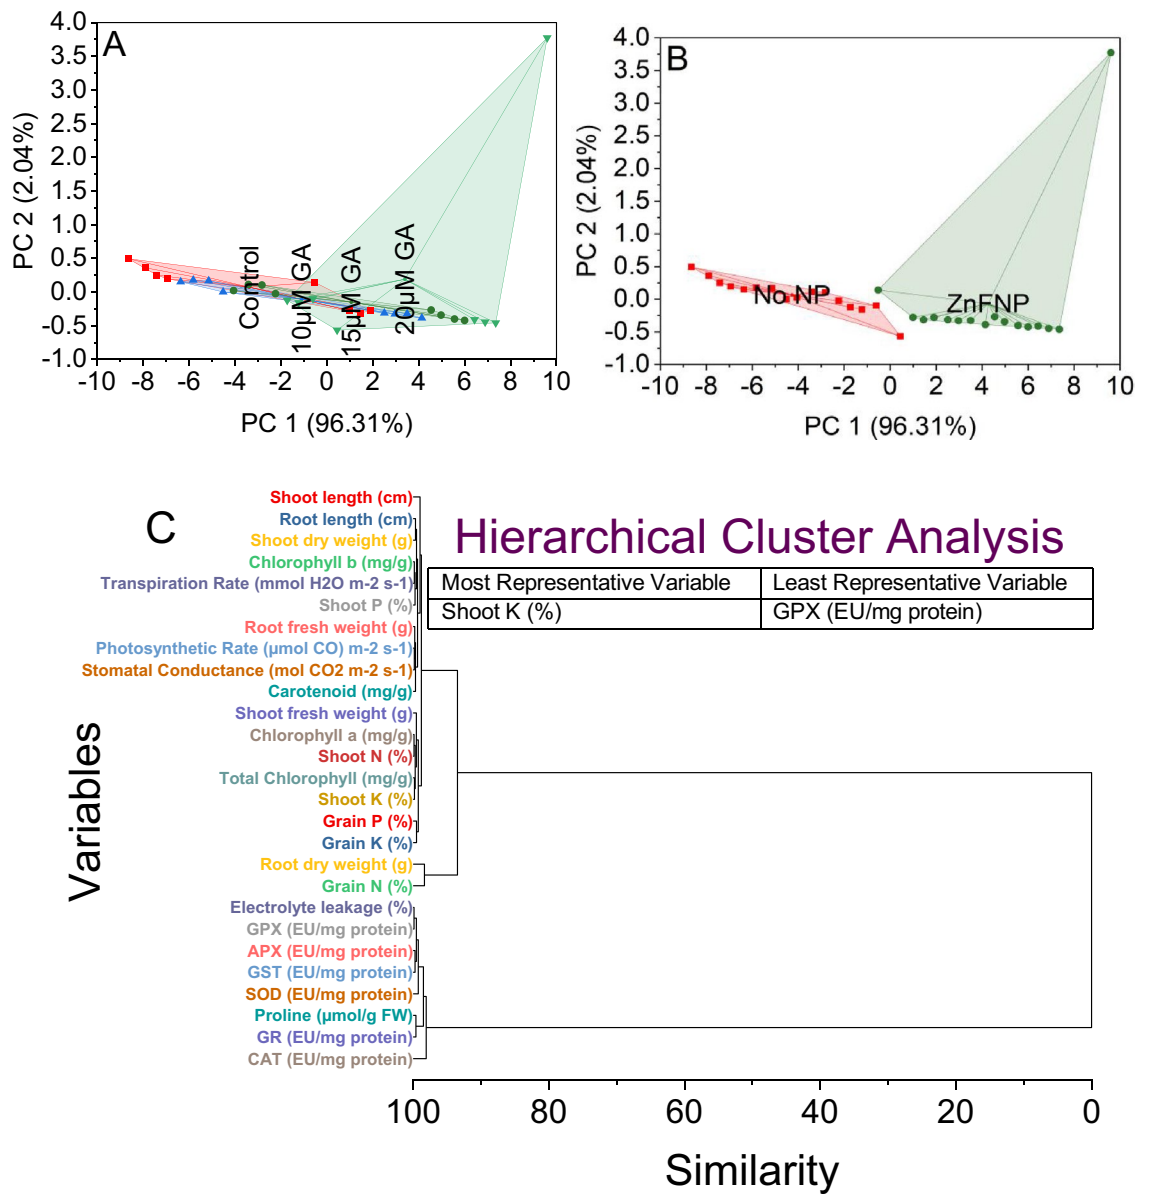 A
4.0
3.5
3.0
2.5
2.0
1.5
1.0
0.5
0.0
-0.5
-1.0
PC 2 (2.04%)
Control
10µM GA
15µM GA
20µM GA
-10 -8 -6 -4 -2 0 2 4 6 8 10
PC 1 (96.31%)
B
4.0
3.5
3.0
2.5
2.0
1.5
1.0
0.5
0.0
-0.5
-1.0
PC 2 (2.04%)
No NP
ZnFNP
-10 -8 -6 -4 -2 0 2 4 6 8 10
PC 1 (96.31%)
C
Hierarchical Cluster Analysis
Most Representative Variable Least Representative Variable
Shoot K (%) GPX (EU/mg protein)
Variables
Shoot length (cm)
Root length (cm)
Shoot dry weight (g)
Chlorophyll b (mg/g)
Transpiration Rate (mmol H2O m-2 s-1)
Shoot P (%)
Root fresh weight (g)
Photosynthetic Rate (µmol CO) m-2 s-1)
Stomatal Conductance (mol CO2 m-2 s-1)
Carotenoid (mg/g)
Shoot fresh weight (g)
Chlorophyll a (mg/g)
Shoot N (%)
Total Chlorophyll (mg/g)
Shoot K (%)
Grain P (%)
Grain K (%)
Root dry weight (g)
Grain N (%)
Electrolyte leakage (%)
GPX (EU/mg protein)
APX (EU/mg protein)
GST (EU/mg protein)
SOD (EU/mg protein)
Proline (µmol/g FW)
GR (EU/mg protein)
CAT (EU/mg protein)
100 80 60 40 20 0
Similarity